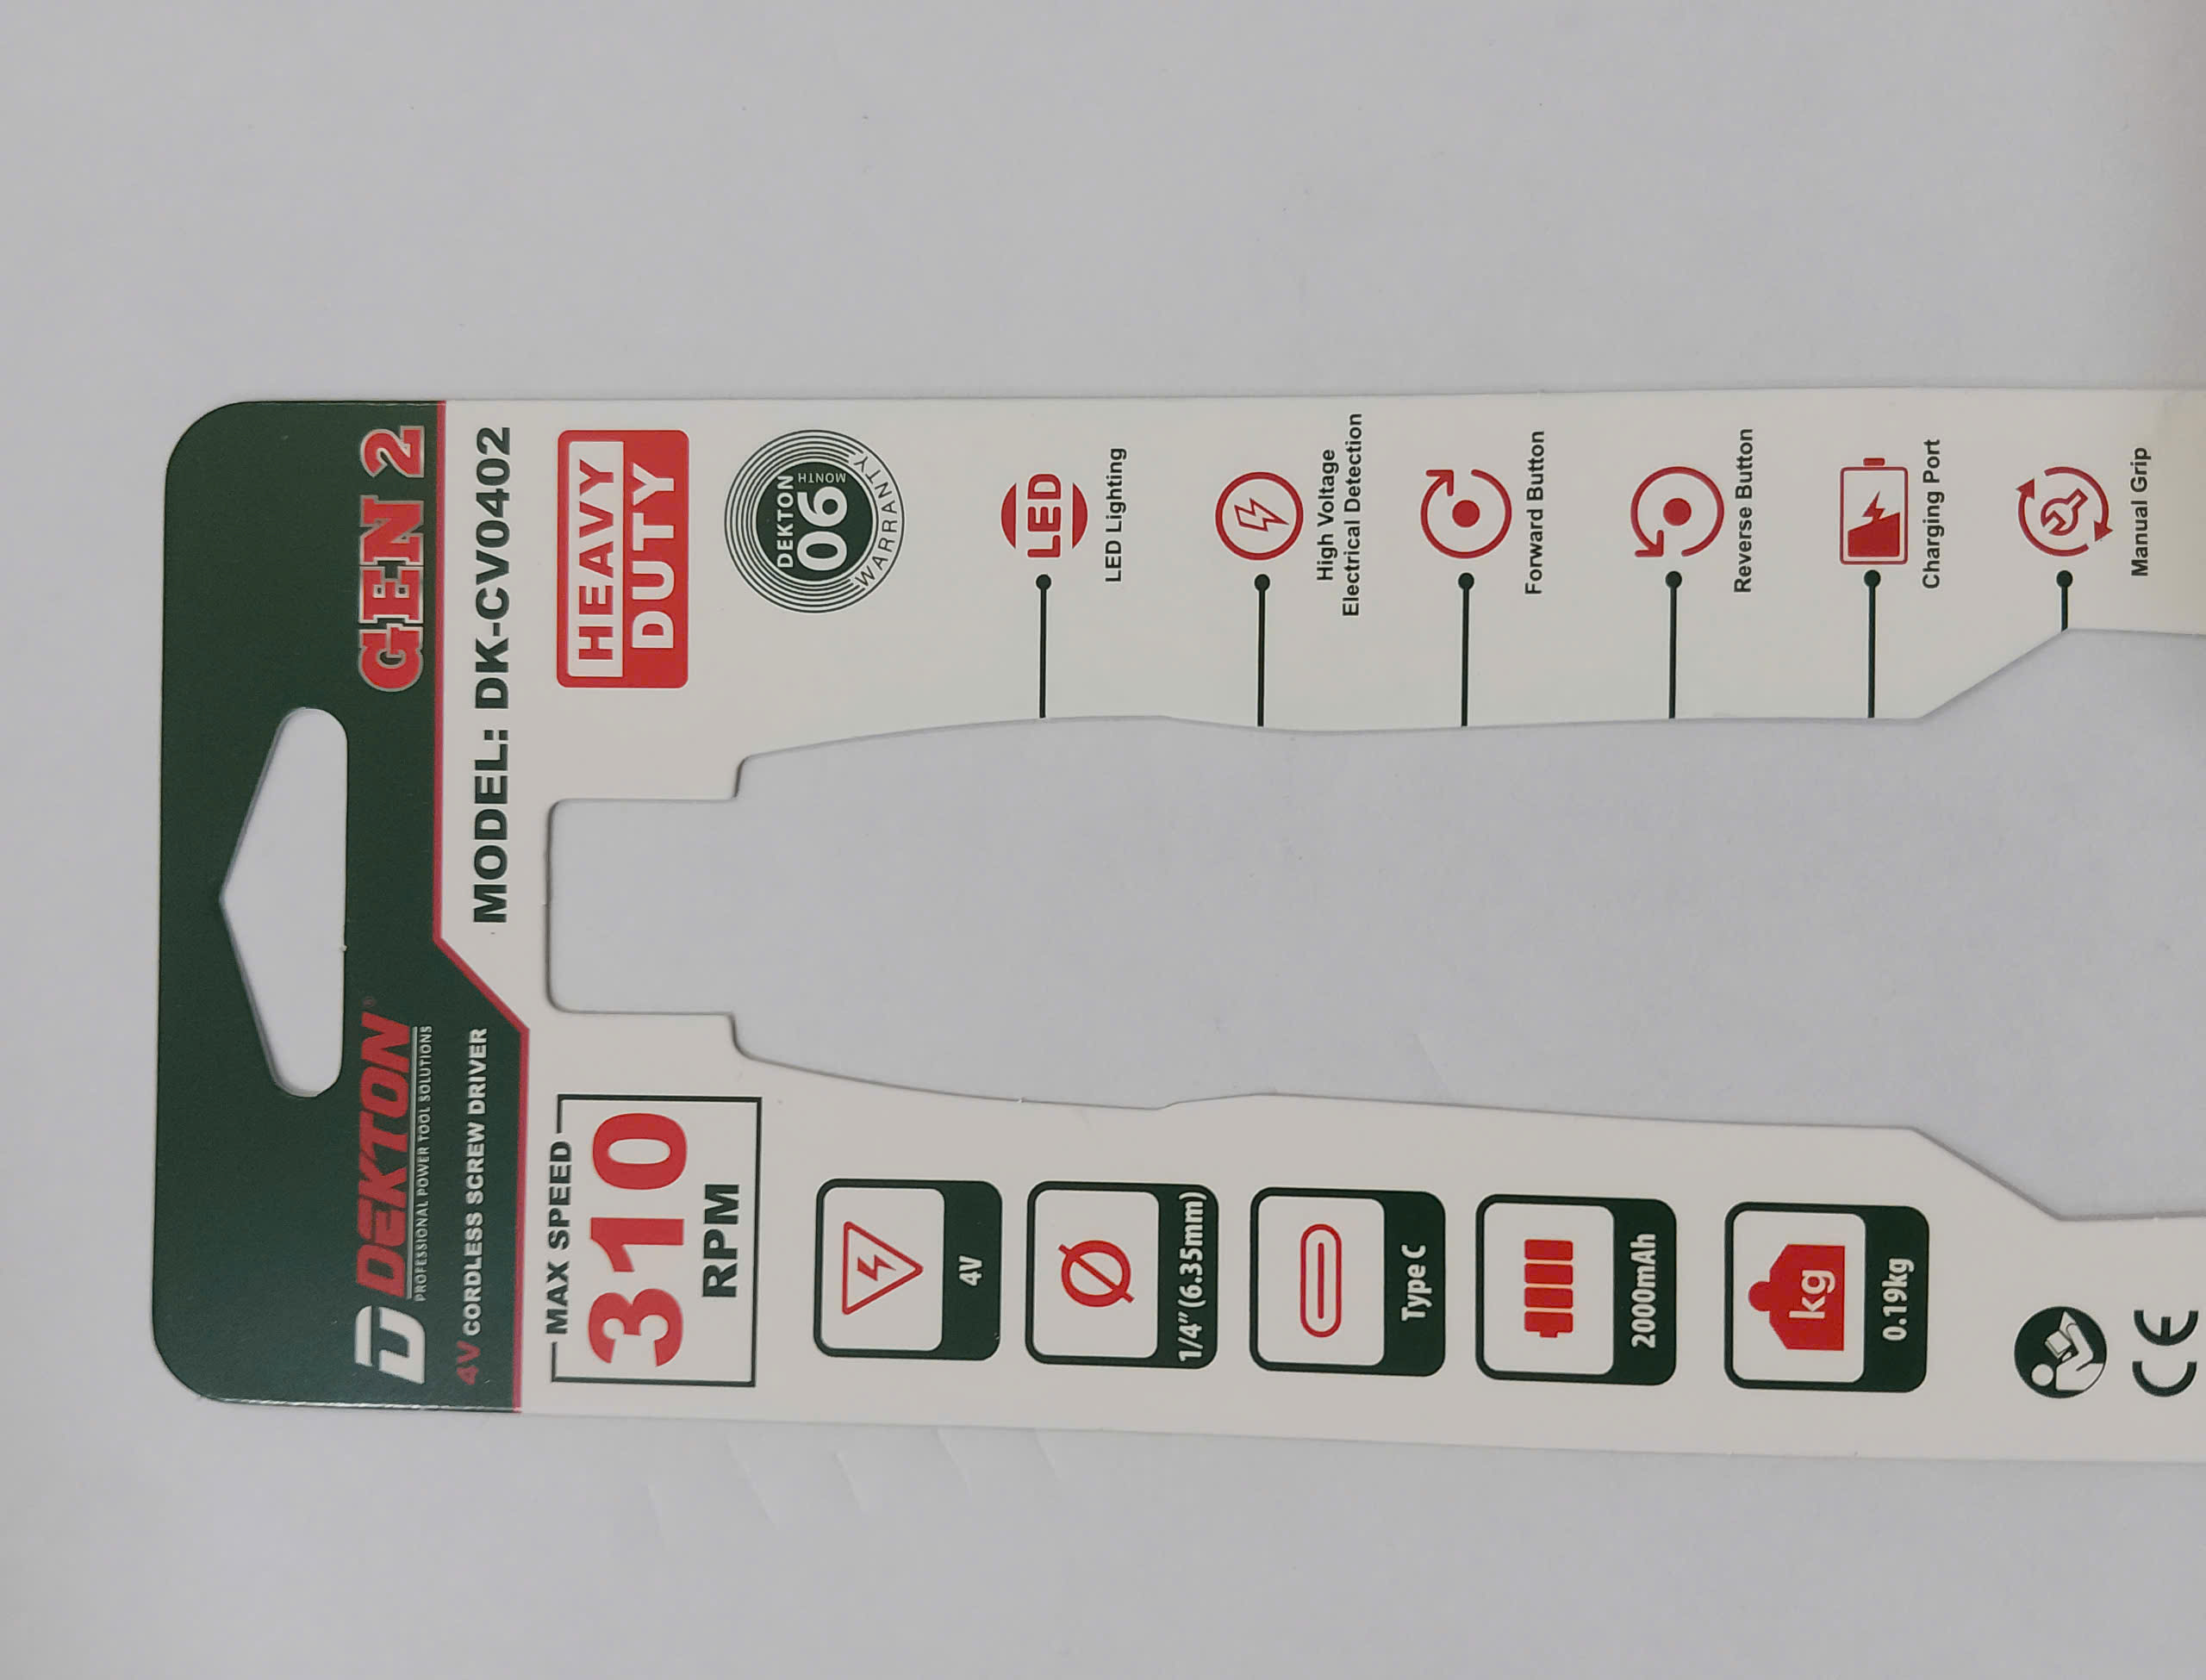 DEKTON®
PROFESSIONAL POWER TOOL SOLUTIONS
GEN 2
4V CORDLESS SCREW DRIVER
MODEL: DK-CV0402
MAX SPEED
310
RPM
HEAVY
DUTY
DEKTON
06
MONTH
WARRANTY
4V
1/4" (6.35mm)
Type C
2000mAh
kg
0.19kg
CE
LED
LED Lighting
High Voltage
Electrical Detection
Forward Button
Reverse Button
Charging Port
Manual Grip